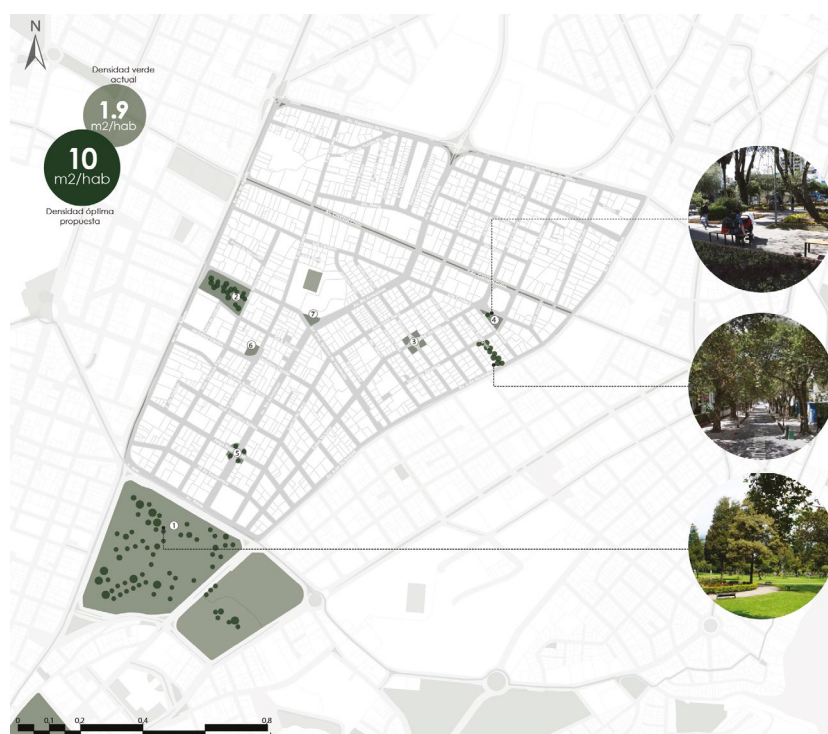 N
Densidad verde
actual
1.9
m2/hab
10
m2/hab
Densidad óptima
propuesta
2
7
4
3
6
5
1
0
0,1
0,2
0,4
0,8